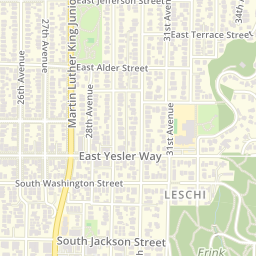 East Jefferson Street
34th A
East Terrace Street
31st Avenue
27th Avenue
Martin Luther King Junio
East Alder Street
26th Avenue
28th Avenue
31st Avenue
East Yesler Way
South Washington Street
LESCHI
South Jackson Street
Frink